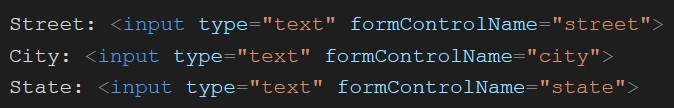 Street: <input type="text" formControlName="street">
City: <input type="text" formControlName="city">
State: <input type="text" formControlName="state">